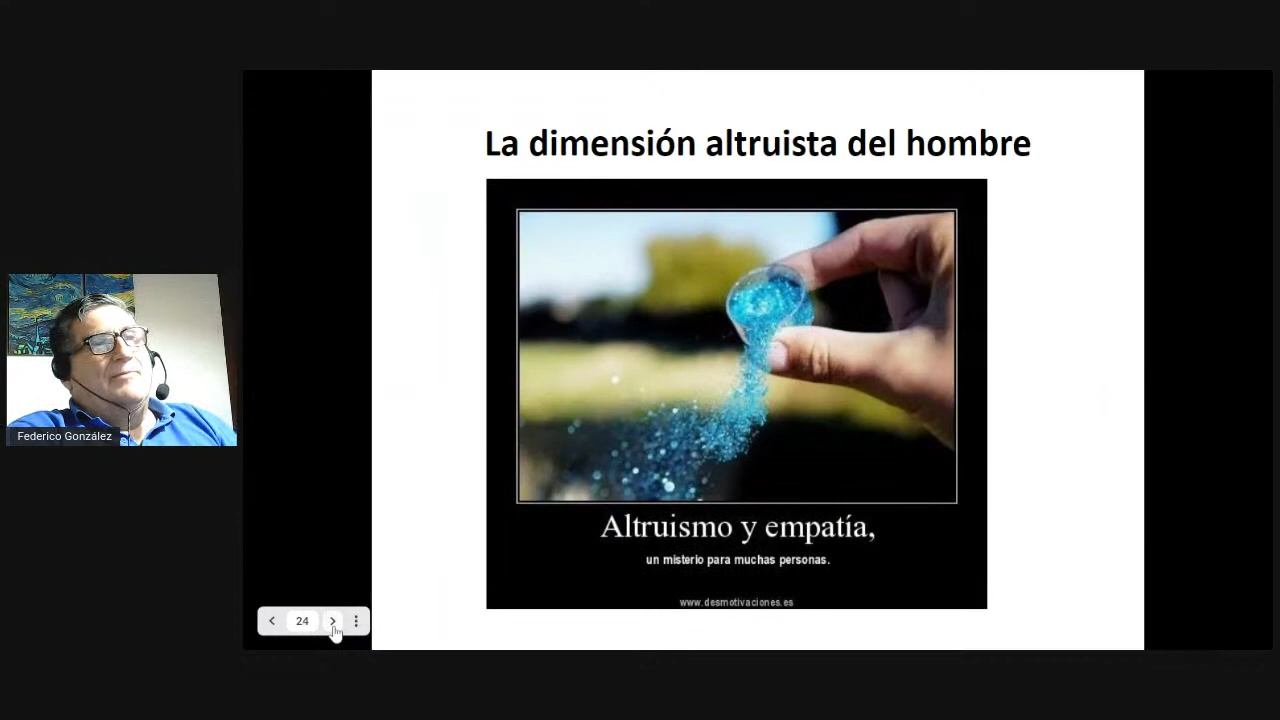 La dimensión altruista del hombre
Altruismo y empatía,
un misterio para muchas personas.
www.desmotivaciones.es
Federico González
24